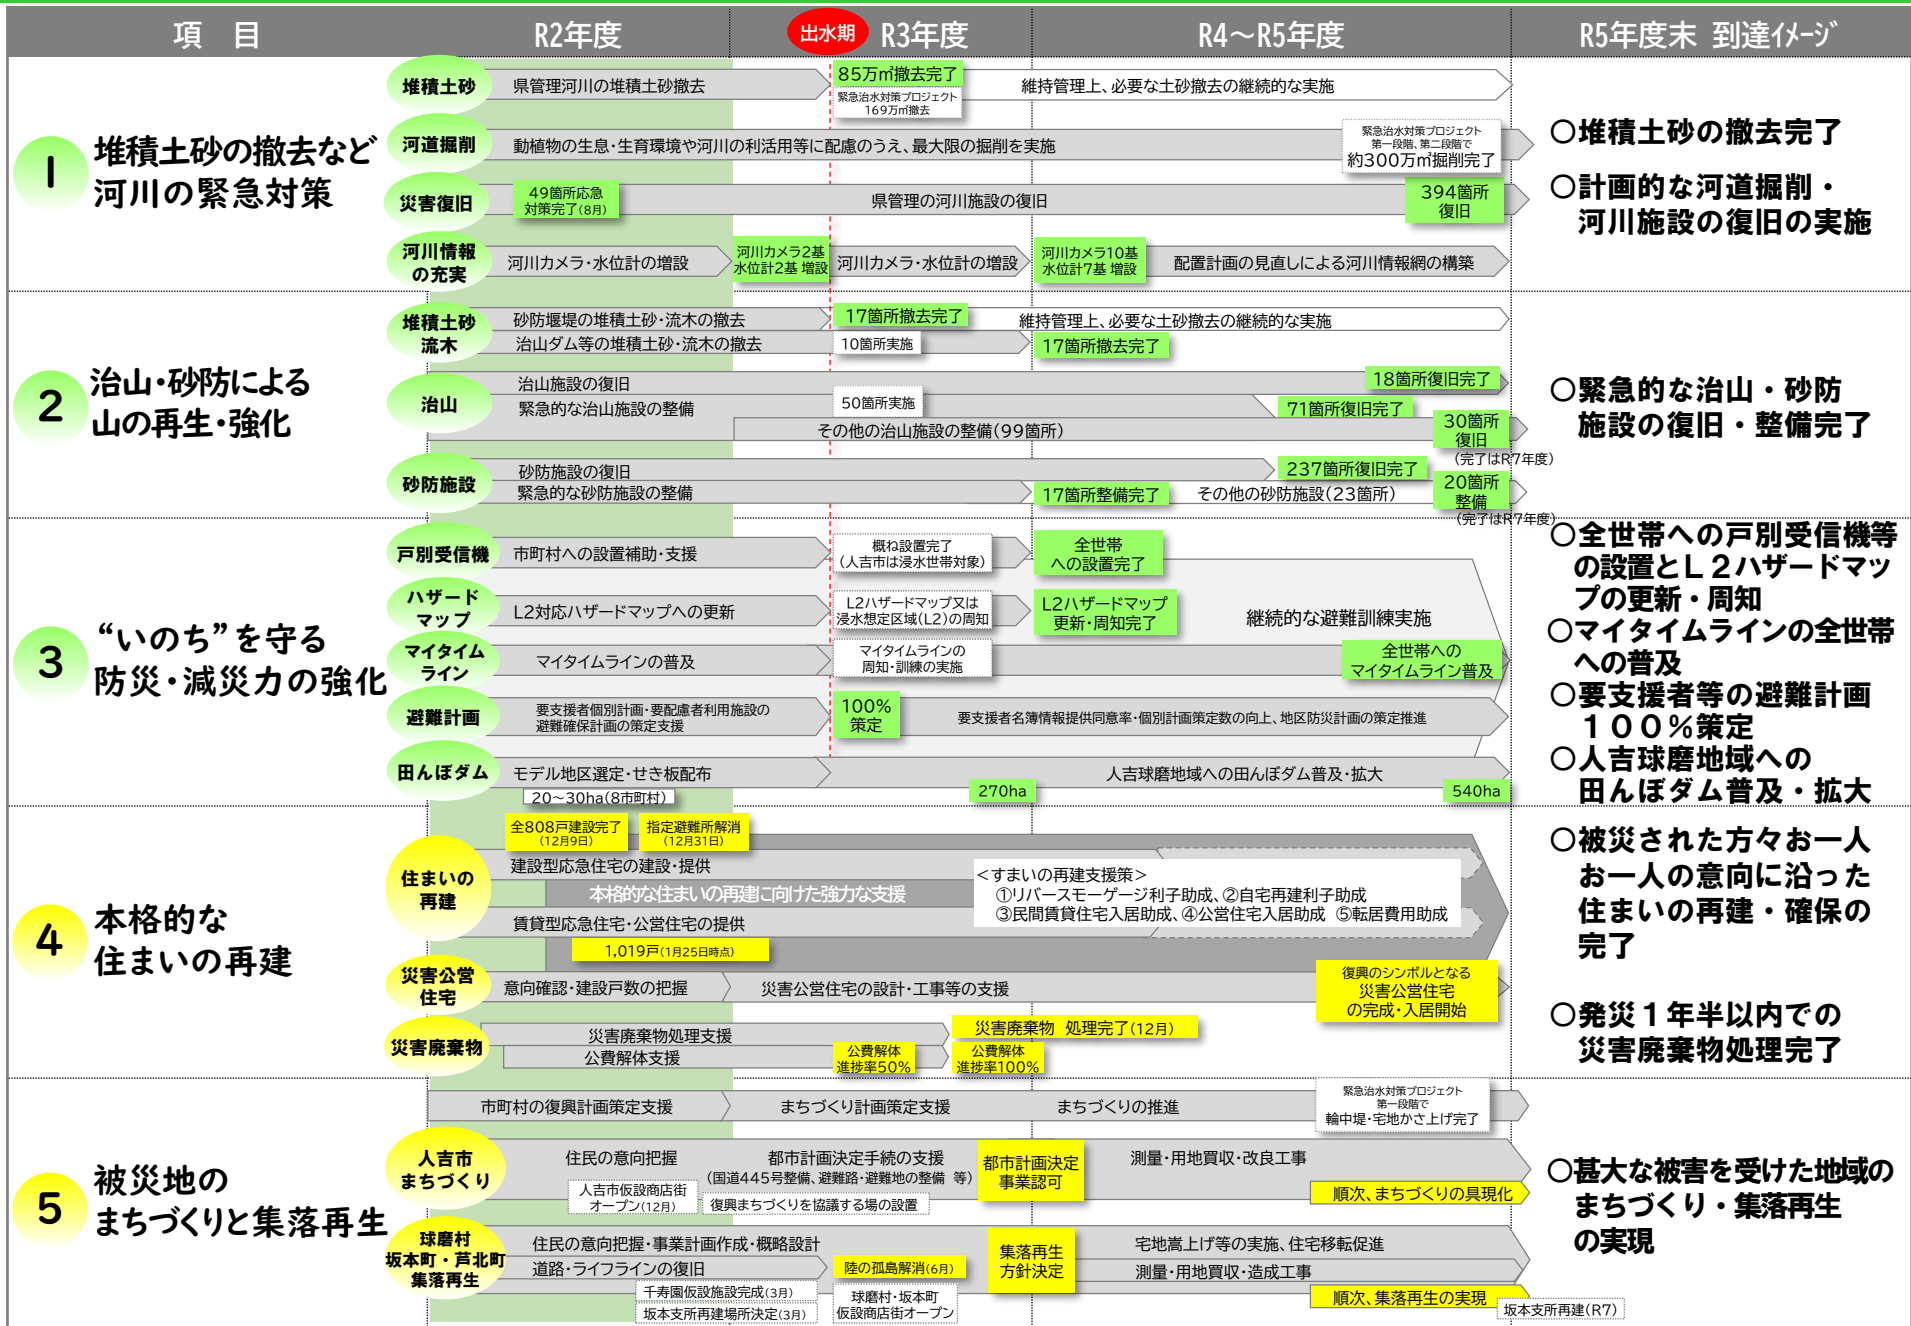 項　目
R2年度
出水期
R3年度
R4～R5年度
R5年度末 到達ｲﾒｰｼﾞ
1
堆積土砂の撤去など
河川の緊急対策
堆積土砂
県管理河川の堆積土砂撤去
85万㎥撤去完了
緊急治水対策プロジェクト
169万㎥撤去
維持管理上、必要な土砂撤去の継続的な実施
河道掘削
動植物の生息・生育環境や河川の利活用等に配慮のうえ、最大限の掘削を実施
緊急治水対策プロジェクト
第一段階、第二段階で
約300万㎥掘削完了
災害復旧
49箇所応急
対策完了(8月)
県管理の河川施設の復旧
394箇所
復旧
河川情報
の充実
河川カメラ・水位計の増設
河川カメラ2基
水位計2基 増設
河川カメラ・水位計の増設
河川カメラ10基
水位計7基 増設
配置計画の見直しによる河川情報網の構築
○堆積土砂の撤去完了
○計画的な河道掘削・
河川施設の復旧の実施
2
治山・砂防による
山の再生・強化
堆積土砂
流木
砂防堰堤の堆積土砂・流木の撤去
17箇所撤去完了
維持管理上、必要な土砂撤去の継続的な実施
治山ダム等の堆積土砂・流木の撤去
10箇所実施
17箇所撤去完了
治山
治山施設の復旧
18箇所復旧完了
緊急的な治山施設の整備
50箇所実施
71箇所復旧完了
その他の治山施設の整備(99箇所)
30箇所
復旧
(完了はR7年度)
砂防施設
砂防施設の復旧
237箇所復旧完了
緊急的な砂防施設の整備
17箇所整備完了
その他の砂防施設(23箇所)
20箇所
整備
(完了はR7年度)
○緊急的な治山・砂防
施設の復旧・整備完了
3
“いのち”を守る
防災・減災力の強化
戸別受信機
市町村への設置補助・支援
概ね設置完了
(人吉市は浸水世帯対象)
全世帯
への設置完了
ハザード
マップ
L2対応ハザードマップへの更新
L2ハザードマップ又は
浸水想定区域(L2)の周知
L2ハザードマップ
更新・周知完了
継続的な避難訓練実施
マイタイム
ライン
マイタイムラインの普及
マイタイムラインの
周知・訓練の実施
全世帯への
マイタイムライン普及
避難計画
要支援者個別計画・要配慮者利用施設の
避難確保計画の策定支援
100%
策定
要支援者名簿情報提供同意率・個別計画策定数の向上、地区防災計画の策定推進
田んぼダム
モデル地区選定・せき板配布
20～30ha(8市町村)
270ha
人吉球磨地域への田んぼダム普及・拡大
540ha
○全世帯への戸別受信機等
の設置とL２ハザードマッ
プの更新・周知
○マイタイムラインの全世帯
への普及
○要支援者等の避難計画
１００％策定
○人吉球磨地域への
田んぼダム普及・拡大
4
本格的な
住まいの再建
住まいの
再建
全808戸建設完了
(12月9日)
指定避難所解消
(12月31日)
建設型応急住宅の建設・提供
本格的な住まいの再建に向けた強力な支援
賃貸型応急住宅・公営住宅の提供
1,019戸(1月25日時点)
＜すまいの再建支援策＞
①リバースモーゲージ利子助成、②自宅再建利子助成
③民間賃貸住宅入居助成、④公営住宅入居助成 ⑤転居費用助成
災害公営
住宅
意向確認・建設戸数の把握
災害公営住宅の設計・工事等の支援
復興のシンボルとなる
災害公営住宅
の完成・入居開始
災害廃棄物
災害廃棄物処理支援
災害廃棄物 処理完了(12月)
公費解体支援
公費解体
進捗率50%
公費解体
進捗率100%
○被災された方々お一人
お一人の意向に沿った
住まいの再建・確保の
完了
○発災１年半以内での
災害廃棄物処理完了
5
被災地の
まちづくりと集落再生
市町村の復興計画策定支援
まちづくり計画策定支援
まちづくりの推進
緊急治水対策プロジェクト
第一段階で
輪中堤・宅地かさ上げ完了
人吉市
まちづくり
住民の意向把握
都市計画決定手続の支援
(国道445号整備、避難路・避難地の整備 等)
都市計画決定
事業認可
測量・用地買収・改良工事
人吉市仮設商店街
オープン(12月)
復興まちづくりを協議する場の設置
順次、まちづくりの具現化
球磨村
坂本町・芦北町
集落再生
住民の意向把握・事業計画作成・概略設計
道路・ライフラインの復旧
陸の孤島解消(6月)
集落再生
方針決定
宅地嵩上げ等の実施、住宅移転促進
測量・用地買収・造成工事
千寿園仮設施設完成(3月)
坂本支所再建場所決定(3月)
球磨村・坂本町
仮設商店街オープン
順次、集落再生の実現
坂本支所再建(R7)
○甚大な被害を受けた地域の
まちづくり・集落再生
の実現